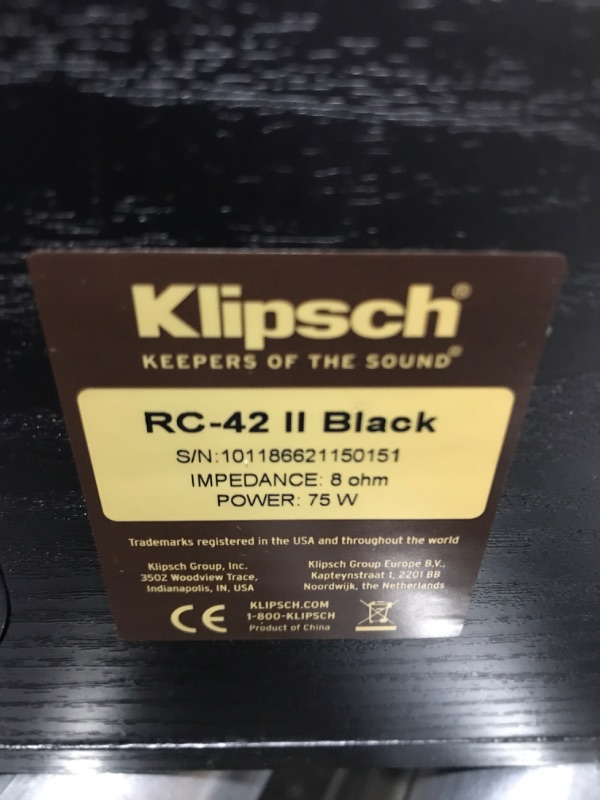 Klipsch®
KEEPERS OF THE SOUND®
RC-42 II Black
S/N:101186621150151
IMPEDANCE: 8 ohm
POWER: 75 W
Trademarks registered in the USA and throughout the world
Klipsch Group, Inc.
3502 Woodview Trace,
Indianapolis, IN, USA
Klipsch Group Europe B.V.,
Kapteynstraat 1, 2201 BB
Noordwijk, the Netherlands
CE
KLIPSCH.COM
1-800-KLIPSCH
Product of China